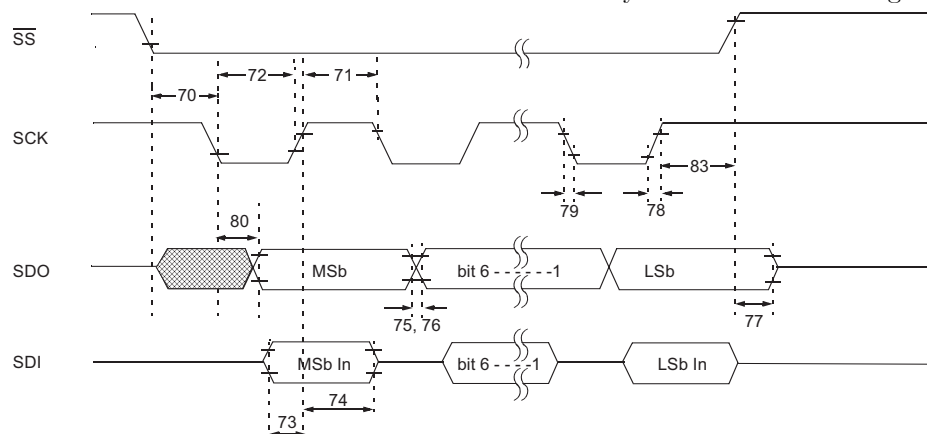 SS
72
71
70
SCK
83
79
78
80
SDO
MSb
bit 6 - - - - - - -1
LSb
75, 76
77
SDI
MSb In
bit 6 - - - - -1
LSb In
74
73